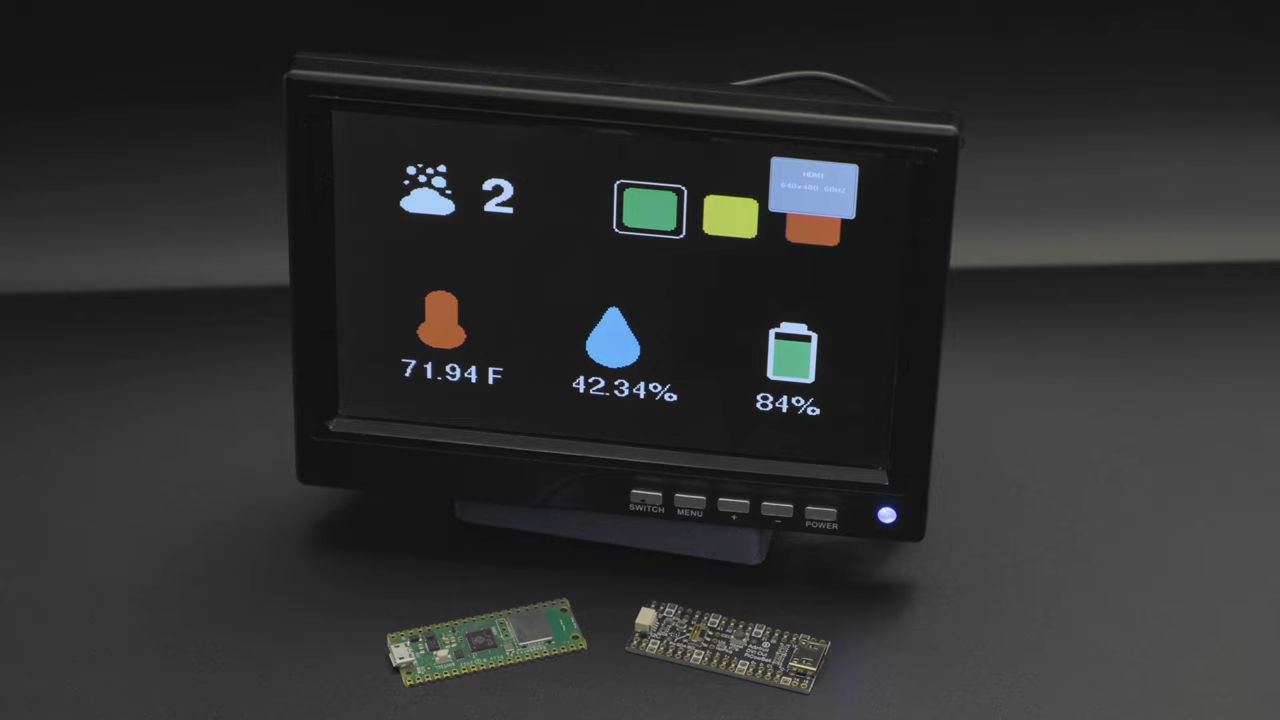 2
HDMI
640x480 60HZ
71.94 F
42.34%
84%
SWITCH
MENU
+
-
POWER